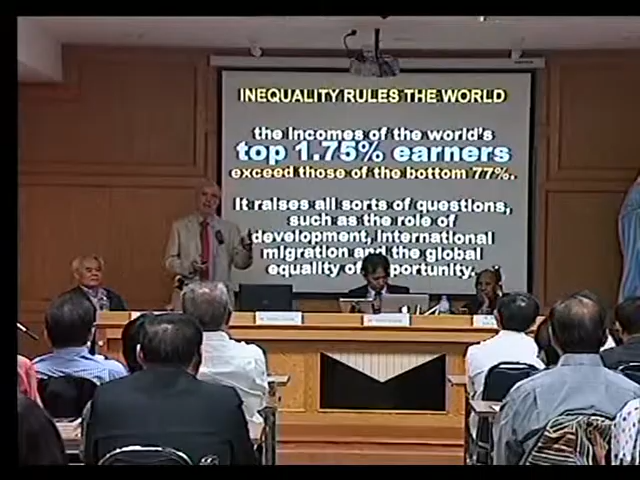 INEQUALITY RULES THE WORLD
the Incomes of the world's
top 1.75% earners
exceed those of the bottom 77%.
It raises all sorts of questions,
such as the role of
development, International
migration and the global
equality of opportunity.